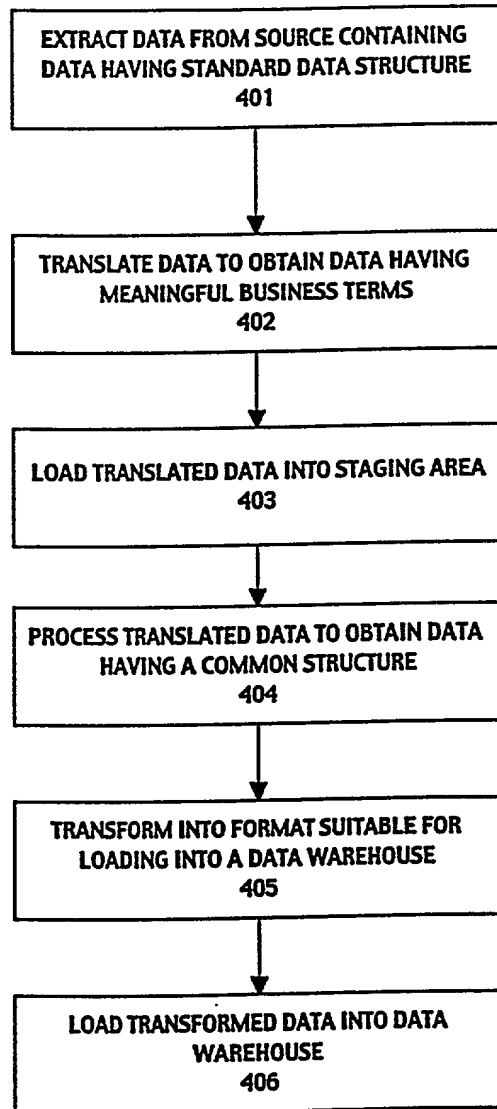 EXTRACT DATA FROM SOURCE CONTAINING
DATA HAVING STANDARD DATA STRUCTURE
401
TRANSLATE DATA TO OBTAIN DATA HAVING
MEANINGFUL BUSINESS TERMS
402
LOAD TRANSLATED DATA INTO STAGING AREA
403
PROCESS TRANSLATED DATA TO OBTAIN DATA
HAVING A COMMON STRUCTURE
404
TRANSFORM INTO FORMAT SUITABLE FOR
LOADING INTO A DATA WAREHOUSE
405
LOAD TRANSFORMED DATA INTO DATA
WAREHOUSE
406